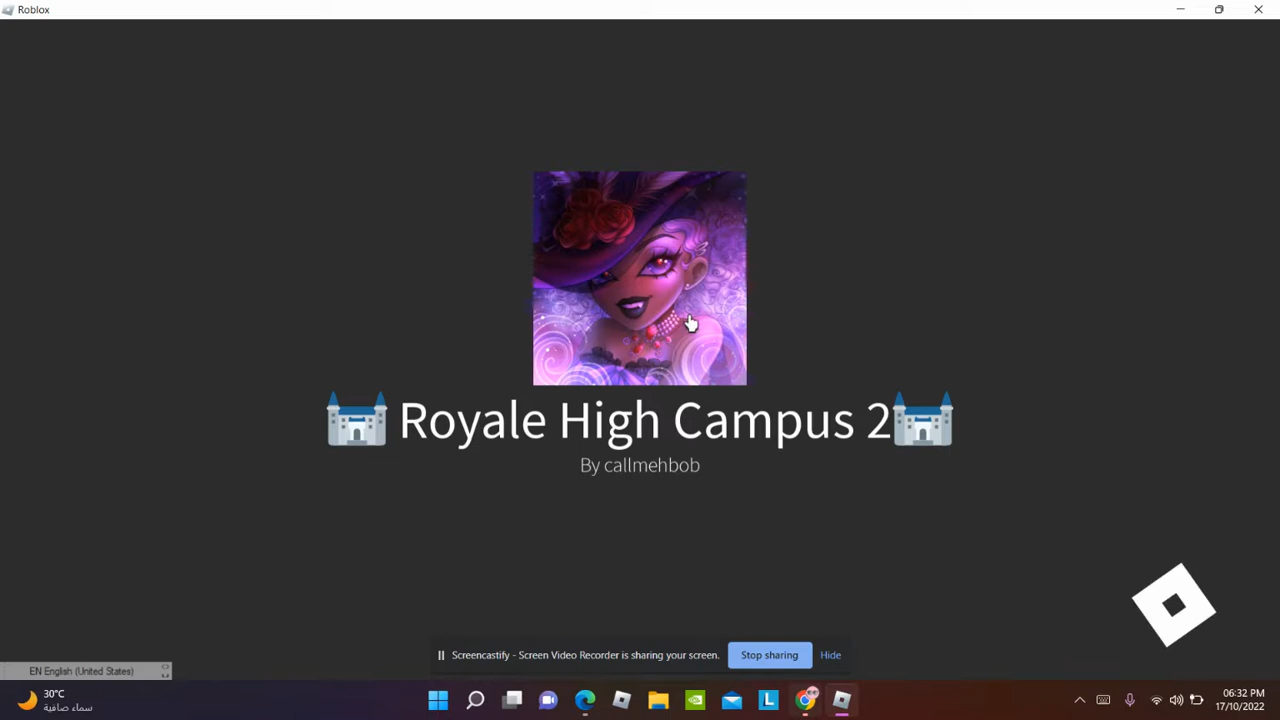 Roblox
Royale High Campus 2
By callmehbob
Screencastify - Screen Video Recorder is sharing your screen.
Stop sharing
Hide
EN English (United States)
30°C
سماء صافية
L
06:32 PM
17/10/2022